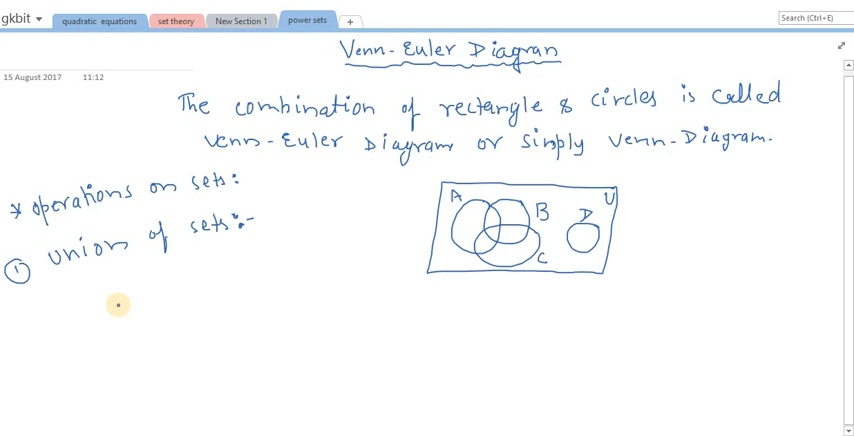 gkbit
quadratic equations
set theory
New Section 1
power sets
+
Search (Ctrl+E)
Venn-Euler Diagram
15 August 2017 11:12
The combination of rectangle & circles is called
Venn-Euler Diagram or simply Venn-Diagram.
* operations on sets:
① union of sets:-
A
B
C
D
U